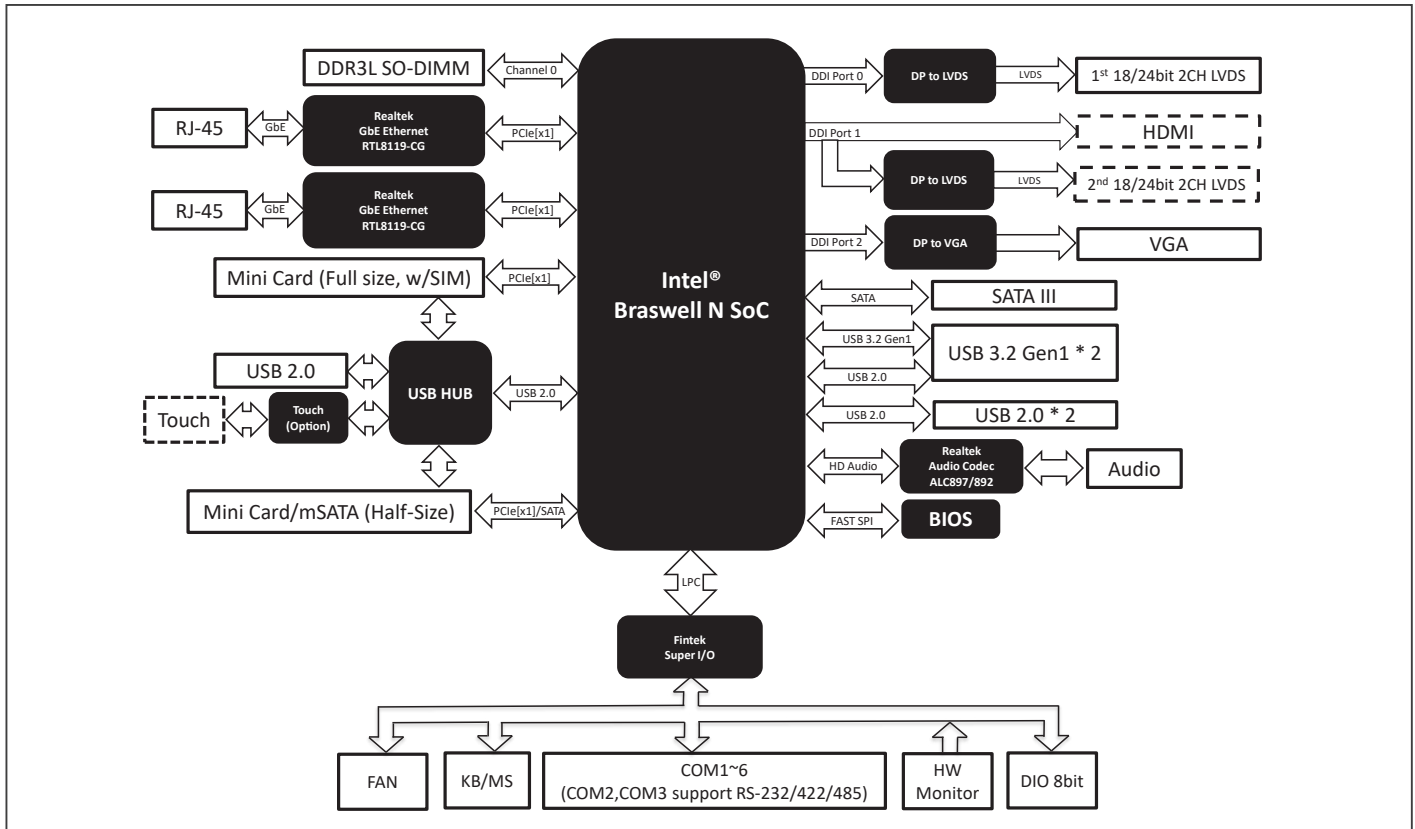 DDR3L SO-DIMM
Channel 0
RJ-45
GbE
Realtek
GbE Ethernet
RTL8119-CG
PCIe[x1]
RJ-45
GbE
Realtek
GbE Ethernet
RTL8119-CG
PCIe[x1]
Mini Card (Full size, w/SIM)
PCIe[x1]
USB 2.0
USB HUB
USB 2.0
Touch
Touch
(Option)
Mini Card/mSATA (Half-Size)
PCIe[x1]/SATA
Intel®
Braswell N SoC
DDI Port 0
DP to LVDS
LVDS
1st 18/24bit 2CH LVDS
DDI Port 1
HDMI
DP to LVDS
LVDS
2nd 18/24bit 2CH LVDS
DDI Port 2
DP to VGA
VGA
SATA
SATA III
USB 3.2 Gen1
USB 3.2 Gen1 * 2
USB 2.0
USB 2.0
USB 2.0 * 2
HD Audio
Realtek
Audio Codec
ALC897/892
Audio
FAST SPI
BIOS
LPC
Fintek
Super I/O
FAN
KB/MS
COM1~6
(COM2,COM3 support RS-232/422/485)
HW
Monitor
DIO 8bit